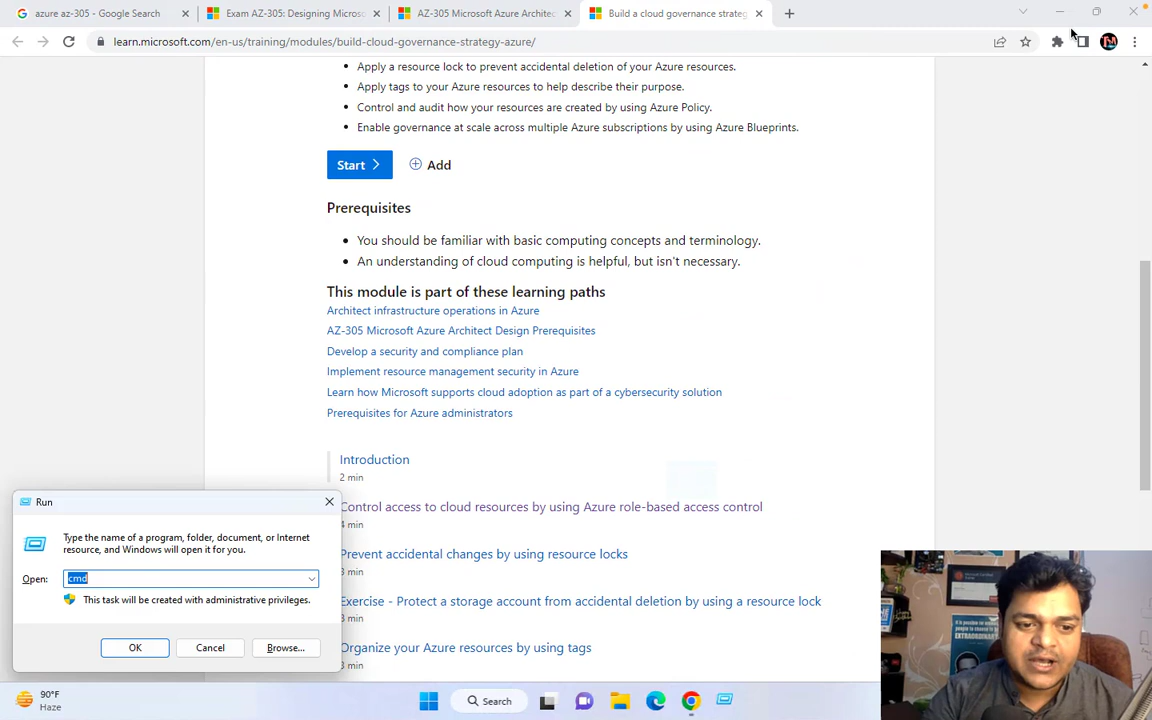 azure az-305 - Google Search
Exam AZ-305: Designing Microso
AZ-305 Microsoft Azure Architec
Build a cloud governance strateg
learn.microsoft.com/en-us/training/modules/build-cloud-governance-strategy-azure/
Apply a resource lock to prevent accidental deletion of your Azure resources.
Apply tags to your Azure resources to help describe their purpose.
Control and audit how your resources are created by using Azure Policy.
Enable governance at scale across multiple Azure subscriptions by using Azure Blueprints.
Start
Add
Prerequisites
You should be familiar with basic computing concepts and terminology.
An understanding of cloud computing is helpful, but isn't necessary.
This module is part of these learning paths
Architect infrastructure operations in Azure
AZ-305 Microsoft Azure Architect Design Prerequisites
Develop a security and compliance plan
Implement resource management security in Azure
Learn how Microsoft supports cloud adoption as part of a cybersecurity solution
Prerequisites for Azure administrators
Introduction
2 min
Control access to cloud resources by using Azure role-based access control
min
Prevent accidental changes by using resource locks
3 min
Exercise - Protect a storage account from accidental deletion by using a resource lock
3 min
Organize your Azure resources by using tags
3 min
Run
Type the name of a program, folder, document, or Internet
resource, and Windows will open it for you.
Open:
cmd
This task will be created with administrative privileges.
OK
Cancel
Browse...
90°F
Haze
Search
EXTRAORDINAR